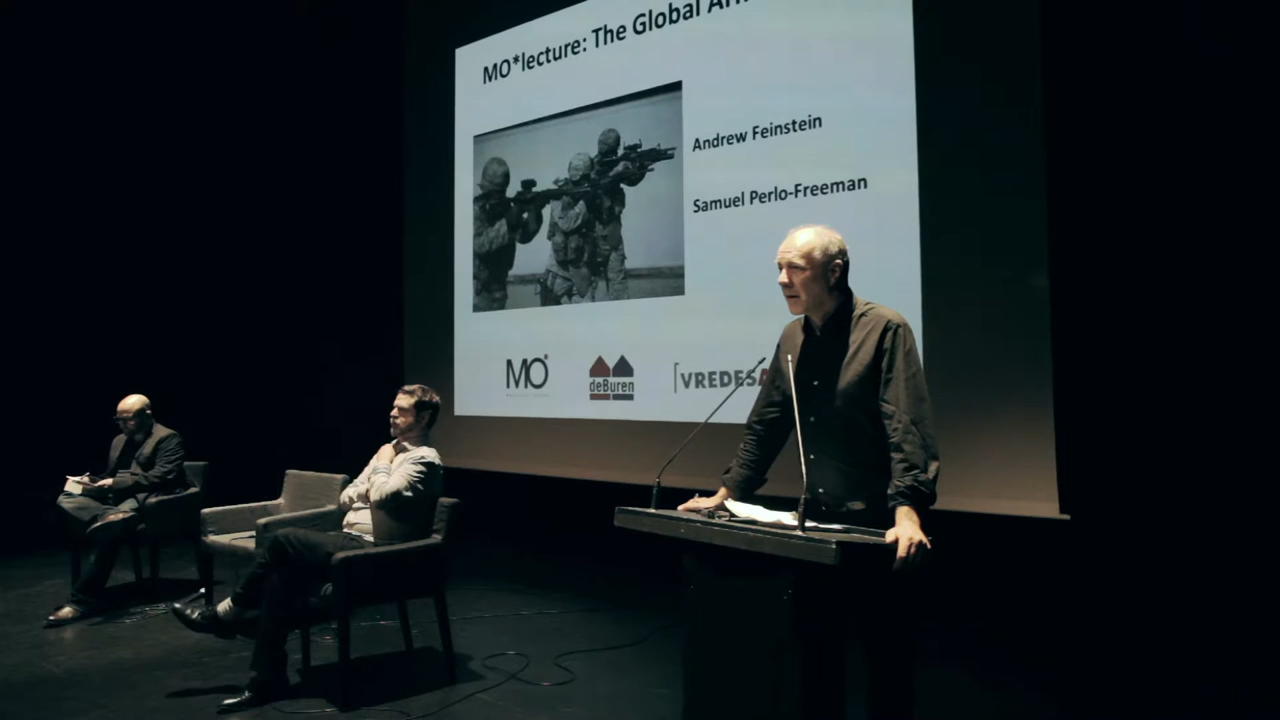 MO*lecture: The Global
Andrew Feinstein
Samuel Perlo-Freeman
MO*
deBuren
VREDES